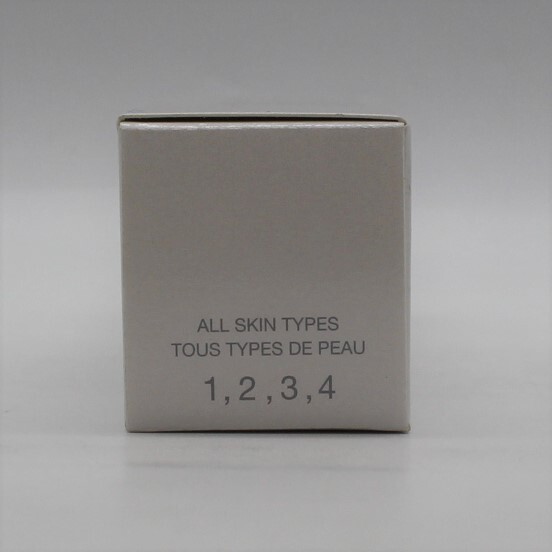 ALL SKIN TYPES
TOUS TYPES DE PEAU
1,2,3,4